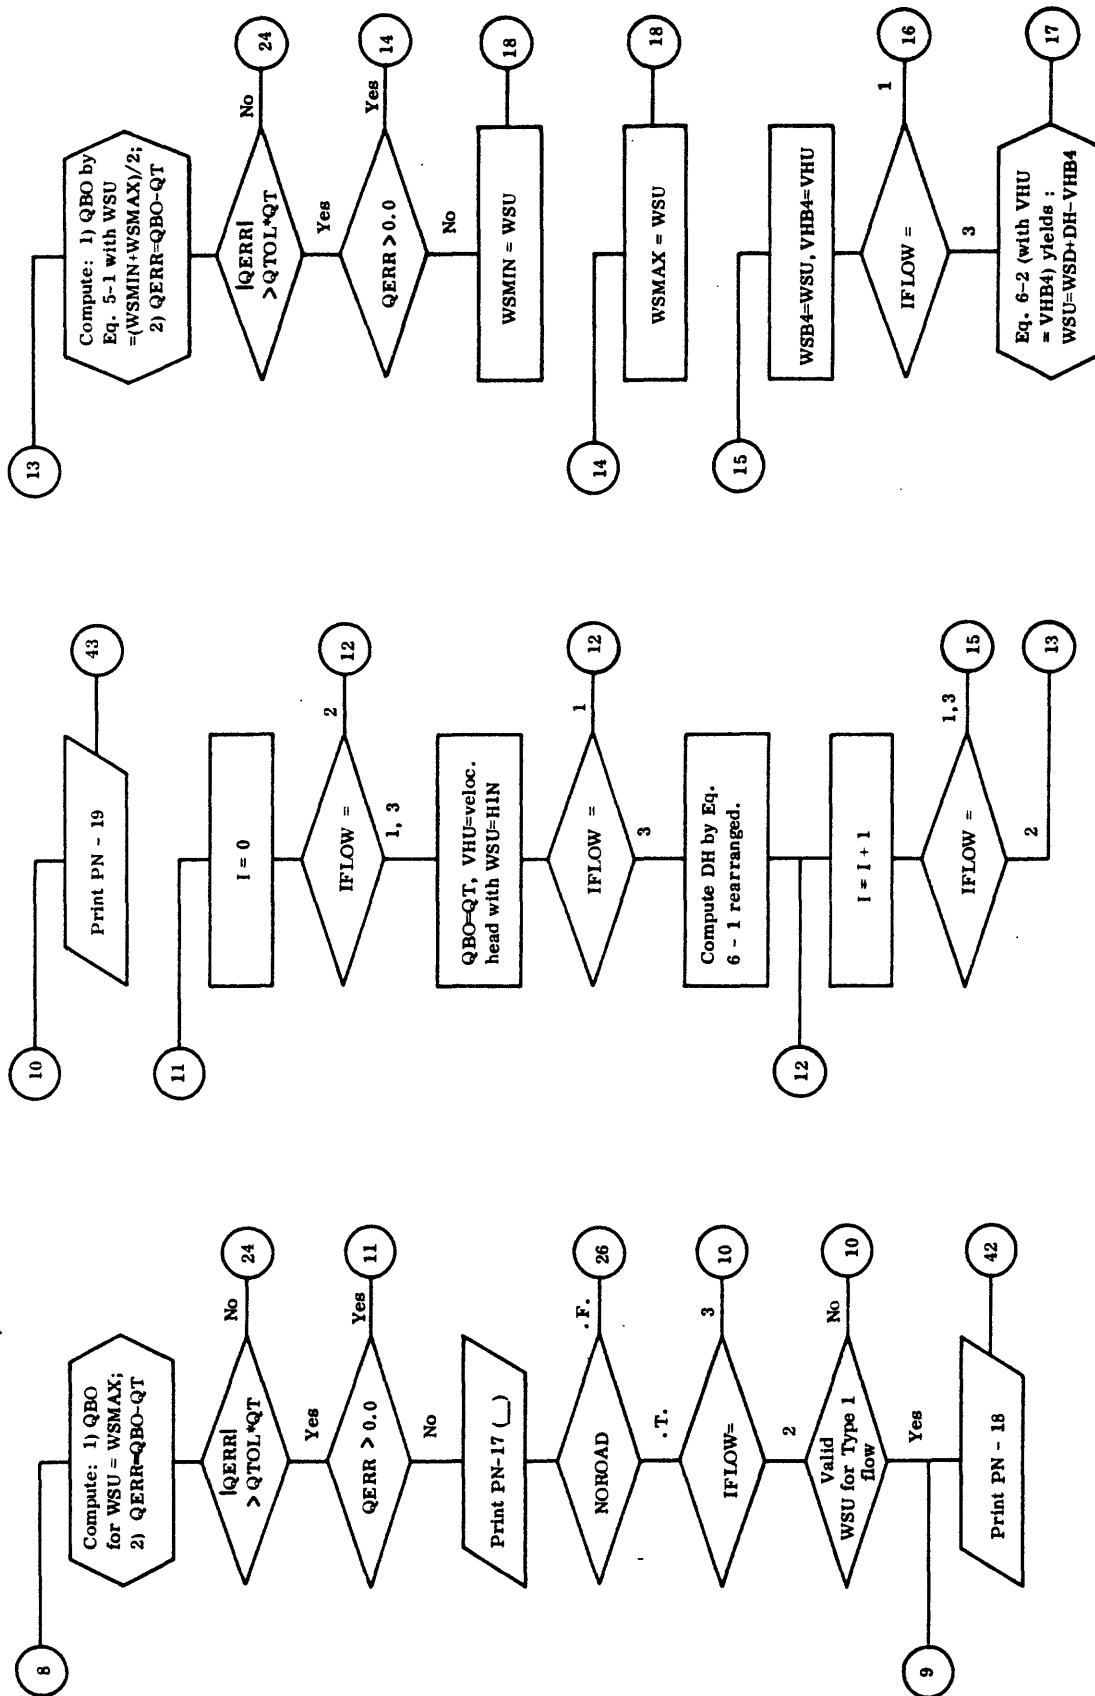 8
Compute: 1) QBO
for WSU = WSMAX;
2) QERR=QBO-QT
|QERR|
> QTOL*QT
No
24
Yes
QERR > 0.0
Yes
11
No
Print PN-17 (__)
NOROAD
.F.
26
.T.
IFLOW=
3
10
2
Valid
WSU for Type 1
flow
No
10
Yes
9
Print PN - 18
42
10
Print PN - 19
43
11
I = 0
IFLOW =
2
12
1, 3
QBO=QT, VHU=veloc.
head with WSU=H1N
IFLOW =
1
12
3
Compute DH by Eq.
6 - 1 rearranged.
12
I = I + 1
IFLOW =
1,3
15
2
13
13
Compute: 1) QBO by
Eq. 5-1 with WSU
=(WSMIN+WSMAX)/2;
2) QERR=QBO-QT
|QERR|
>QTOL*QT
No
24
Yes
QERR > 0.0
Yes
14
No
WSMIN = WSU
18
14
WSMAX = WSU
18
15
WSB4=WSU, VHB4=VHU
IFLOW =
1
16
3
Eq. 6-2 (with VHU
= VHB4) yields :
WSU=WSD+DH-VHB4
17